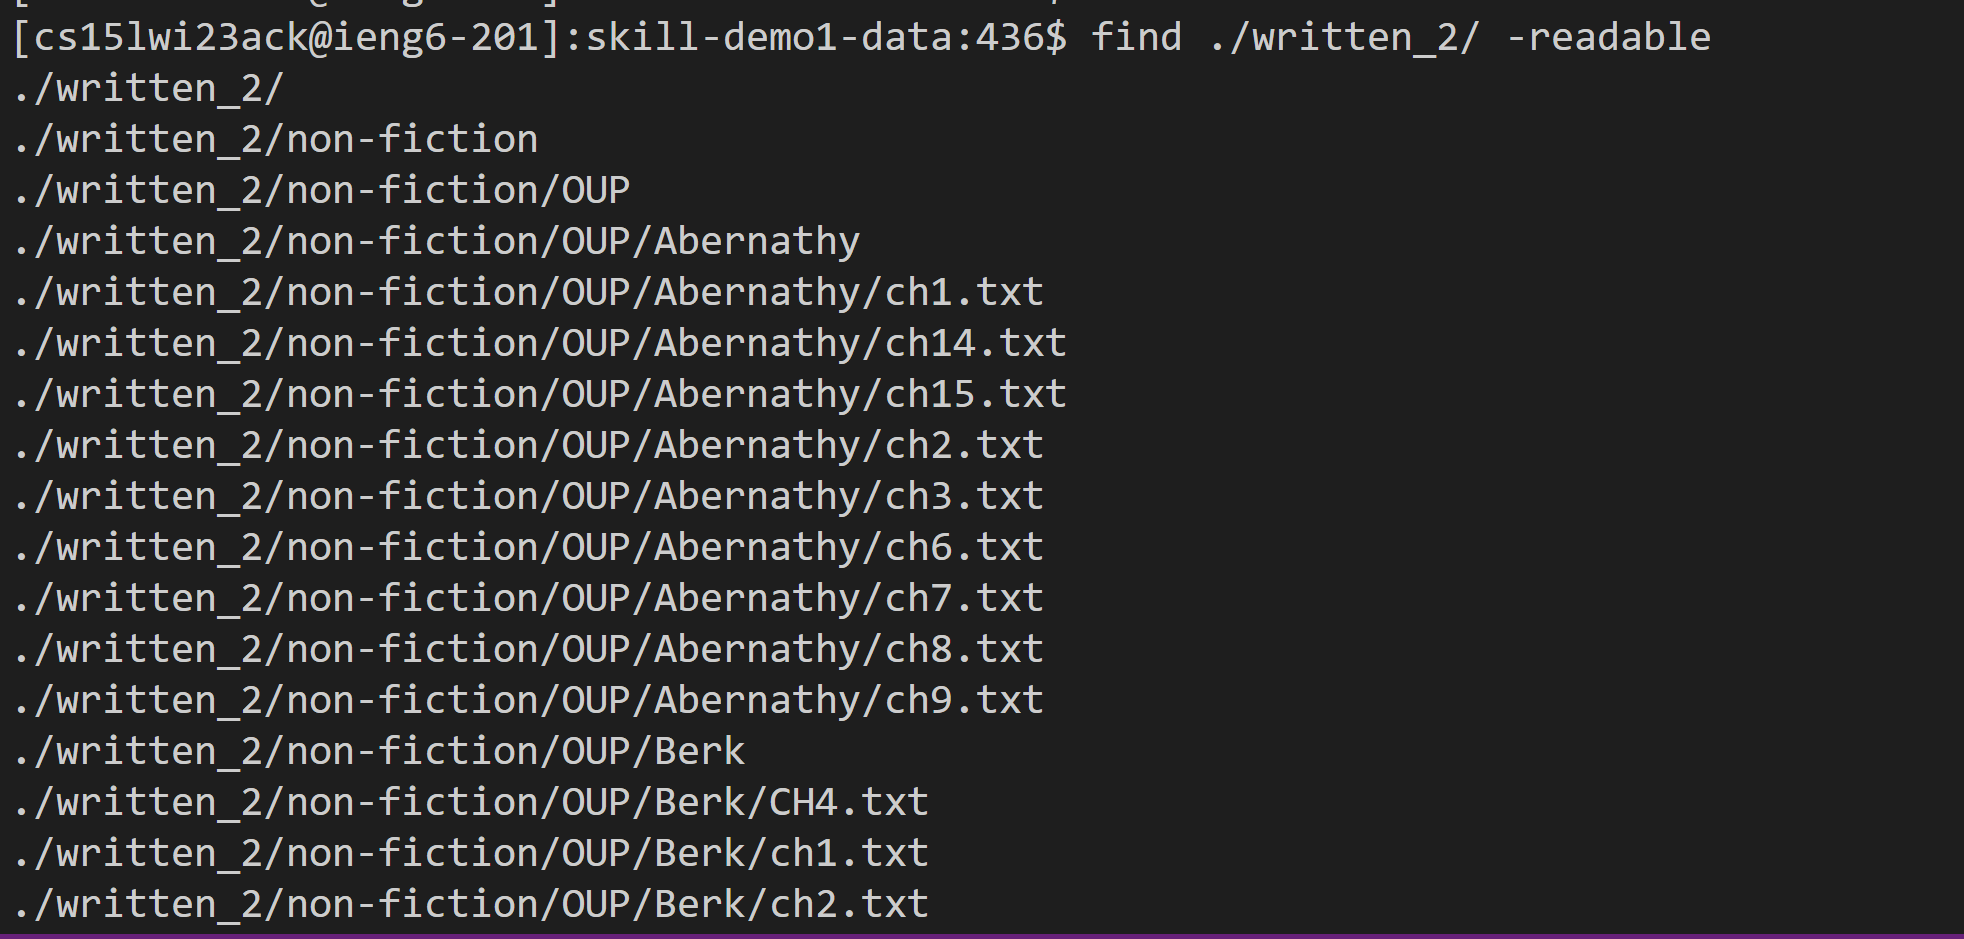 [cs15lwi23ack@ieng6-201]:skill-demo1-data:436$ find ./written_2/ -readable
./written_2/
./written_2/non-fiction
./written_2/non-fiction/OUP
./written_2/non-fiction/OUP/Abernathy
./written_2/non-fiction/OUP/Abernathy/ch1.txt
./written_2/non-fiction/OUP/Abernathy/ch14.txt
./written_2/non-fiction/OUP/Abernathy/ch15.txt
./written_2/non-fiction/OUP/Abernathy/ch2.txt
./written_2/non-fiction/OUP/Abernathy/ch3.txt
./written_2/non-fiction/OUP/Abernathy/ch6.txt
./written_2/non-fiction/OUP/Abernathy/ch7.txt
./written_2/non-fiction/OUP/Abernathy/ch8.txt
./written_2/non-fiction/OUP/Abernathy/ch9.txt
./written_2/non-fiction/OUP/Berk
./written_2/non-fiction/OUP/Berk/CH4.txt
./written_2/non-fiction/OUP/Berk/ch1.txt
./written_2/non-fiction/OUP/Berk/ch2.txt